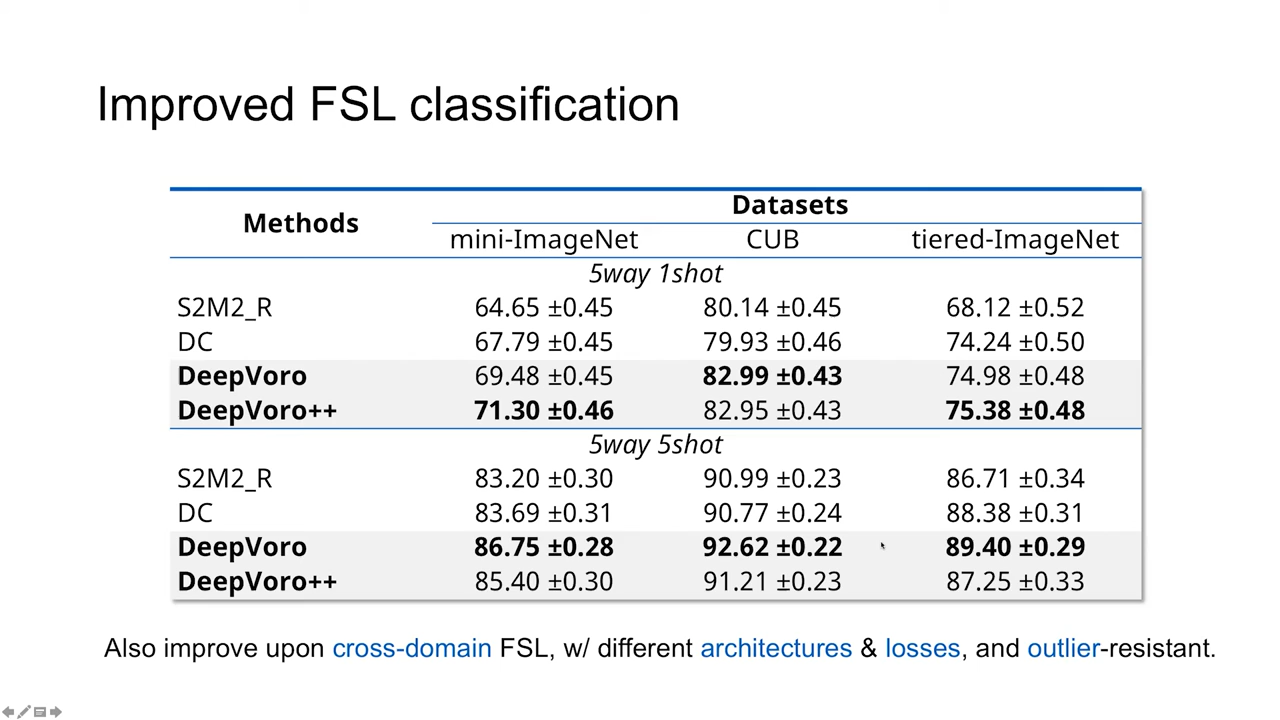 Improved FSL classification
Methods
Datasets
mini-ImageNet CUB tiered-ImageNet
5way 1shot
S2M2_R 64.65 ±0.45 80.14 ±0.45 68.12 ±0.52
DC 67.79 ±0.45 79.93 ±0.46 74.24 ±0.50
DeepVoro 69.48 ±0.45 82.99 ±0.43 74.98 ±0.48
DeepVoro++ 71.30 ±0.46 82.95 ±0.43 75.38 ±0.48
5way 5shot
S2M2_R 83.20 ±0.30 90.99 ±0.23 86.71 ±0.34
DC 83.69 ±0.31 90.77 ±0.24 88.38 ±0.31
DeepVoro 86.75 ±0.28 92.62 ±0.22 89.40 ±0.29
DeepVoro++ 85.40 ±0.30 91.21 ±0.23 87.25 ±0.33
Also improve upon cross-domain FSL, w/ different architectures & losses, and outlier-resistant.